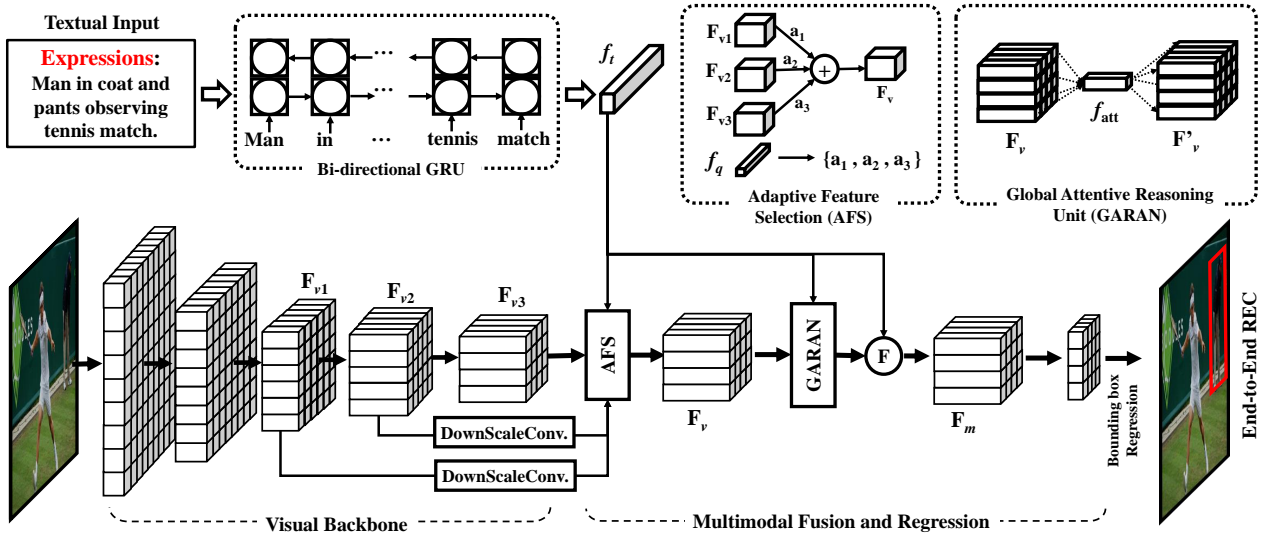 Textual Input
Expressions:
Man in coat and
pants observing
tennis match.
... 
...
Man in ... tennis match
Bi-directional GRU
f_t
F_v1
F_v2
F_v3
a_1
a_2
a_3
+
F_v
f_q
{a_1 , a_2 , a_3}
Adaptive Feature
Selection (AFS)
F_v
f_att
F'_v
Global Attentive Reasoning
Unit (GARAN)
F_v1
F_v2
F_v3
AFS
F_v
GARAN
F
F_m
Bounding box
Regression
End-to-End REC
DownScaleConv.
DownScaleConv.
Visual Backbone
Multimodal Fusion and Regression